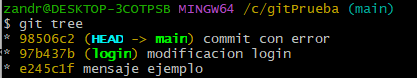 zandr@DESKTOP-3COTPSB MINGW64 /c/gitPrueba (main)
$ git tree
* 98506c2 (HEAD -> main) commit con error
* 97b437b (login) modificacion login
* e245c1f mensaje ejemplo